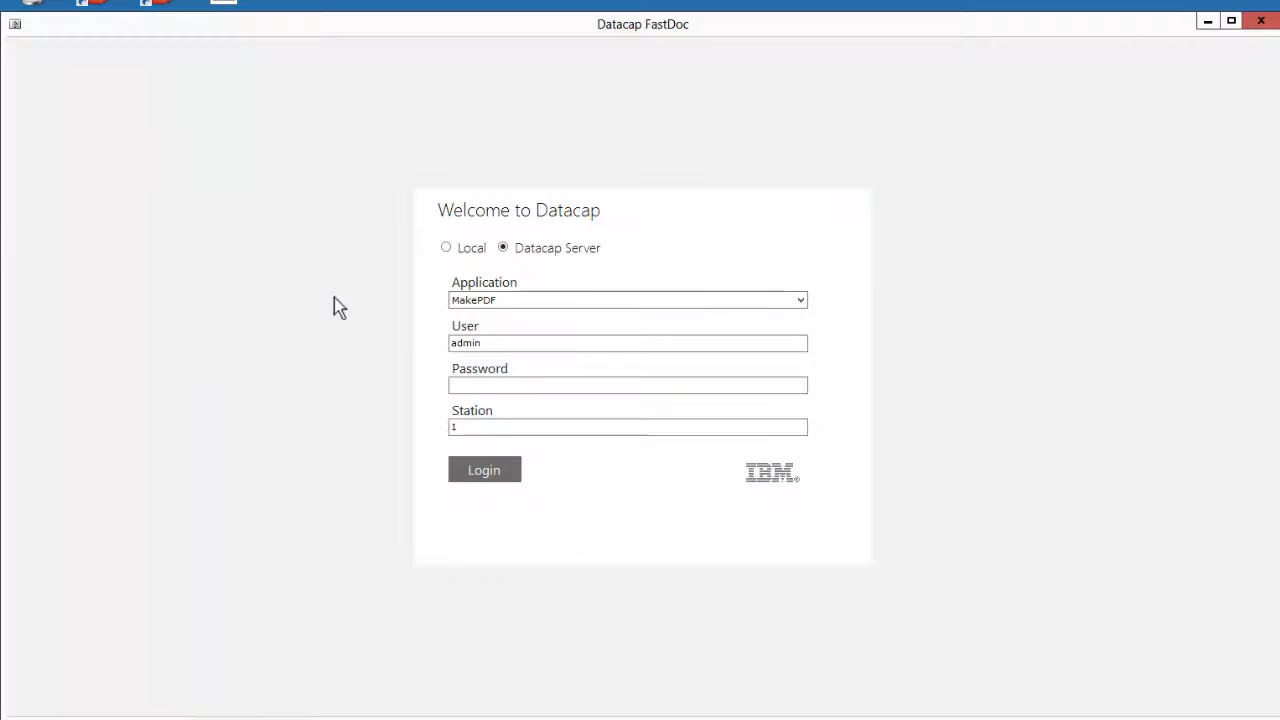 Datacap FastDoc
Welcome to Datacap
Local Datacap Server
Application
MakePDF
User
admin
Password
Station
1
Login
IBM®